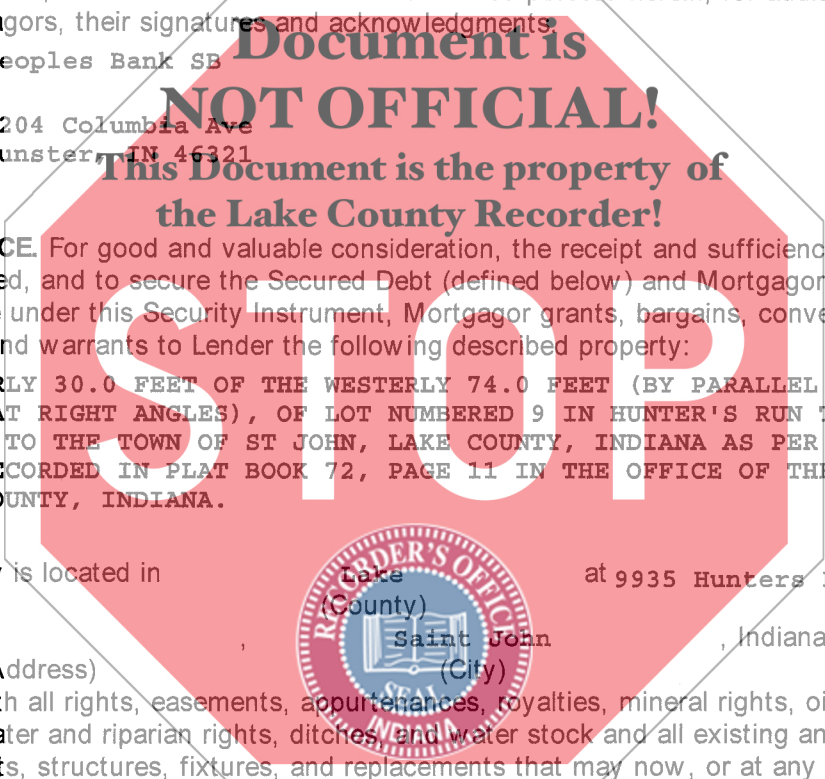 gors, their signatures and acknowledgments.
Document is
eoples Bank SB
NOT OFFICIAL!
204 Columbia Ave
unster, IN 46321
This Document is the property of
the Lake County Recorder!
CE. For good and valuable consideration, the receipt and sufficienc
ed, and to secure the Secured Debt (defined below) and Mortgagor
under this Security Instrument, Mortgagor grants, bargains, conve
nd warrants to Lender the following described property:
STOP
RLY 30.0 FEET OF THE WESTERLY 74.0 FEET (BY PARALLEL
AT RIGHT ANGLES), OF LOT NUMBERED 9 IN HUNTER'S RUN
TO THE TOWN OF ST JOHN, LAKE COUNTY, INDIANA AS PER
ECORDED IN PLAT BOOK 72, PAGE 11 IN THE OFFICE OF THE
OUNTY, INDIANA.
y is located in Lake at 9935 Hunters
(County)
RECORDER'S OFFICE
, Saint John , Indiana
Address) (City)
SEAL
INDIANA
th all rights, easements, appurtenances, royalties, mineral rights, oi
ater and riparian rights, ditches, and water stock and all existing an
ts, structures, fixtures, and replacements that may now, or at any